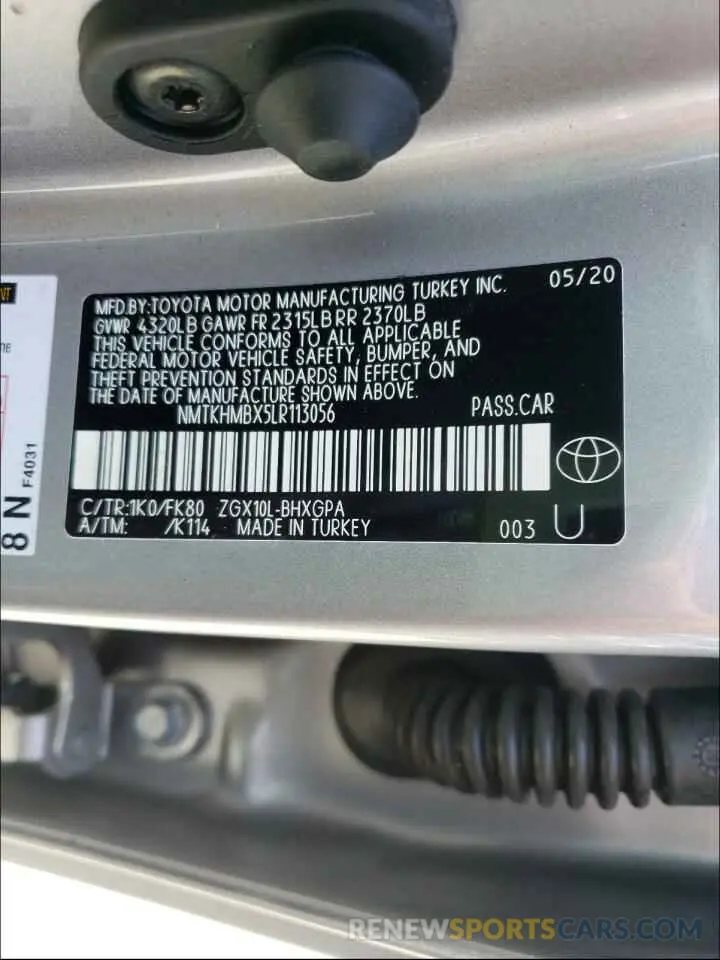 MFD.BY:TOYOTA MOTOR MANUFACTURING TURKEY INC. 05/20
GVWR 4320LB GAWR FR 2315LB RR 2370LB
THIS VEHICLE CONFORMS TO ALL APPLICABLE
FEDERAL MOTOR VEHICLE SAFETY, BUMPER, AND
THEFT PREVENTION STANDARDS IN EFFECT ON
THE DATE OF MANUFACTURE SHOWN ABOVE.
NMTKHMBX5LR113056 PASS.CAR
C/TR:1K0/FK80 ZGX10L-BHXGPA
A/TM: /K114 MADE IN TURKEY 003 U
8 N F4031
RENEWSPORTSCARS.COM